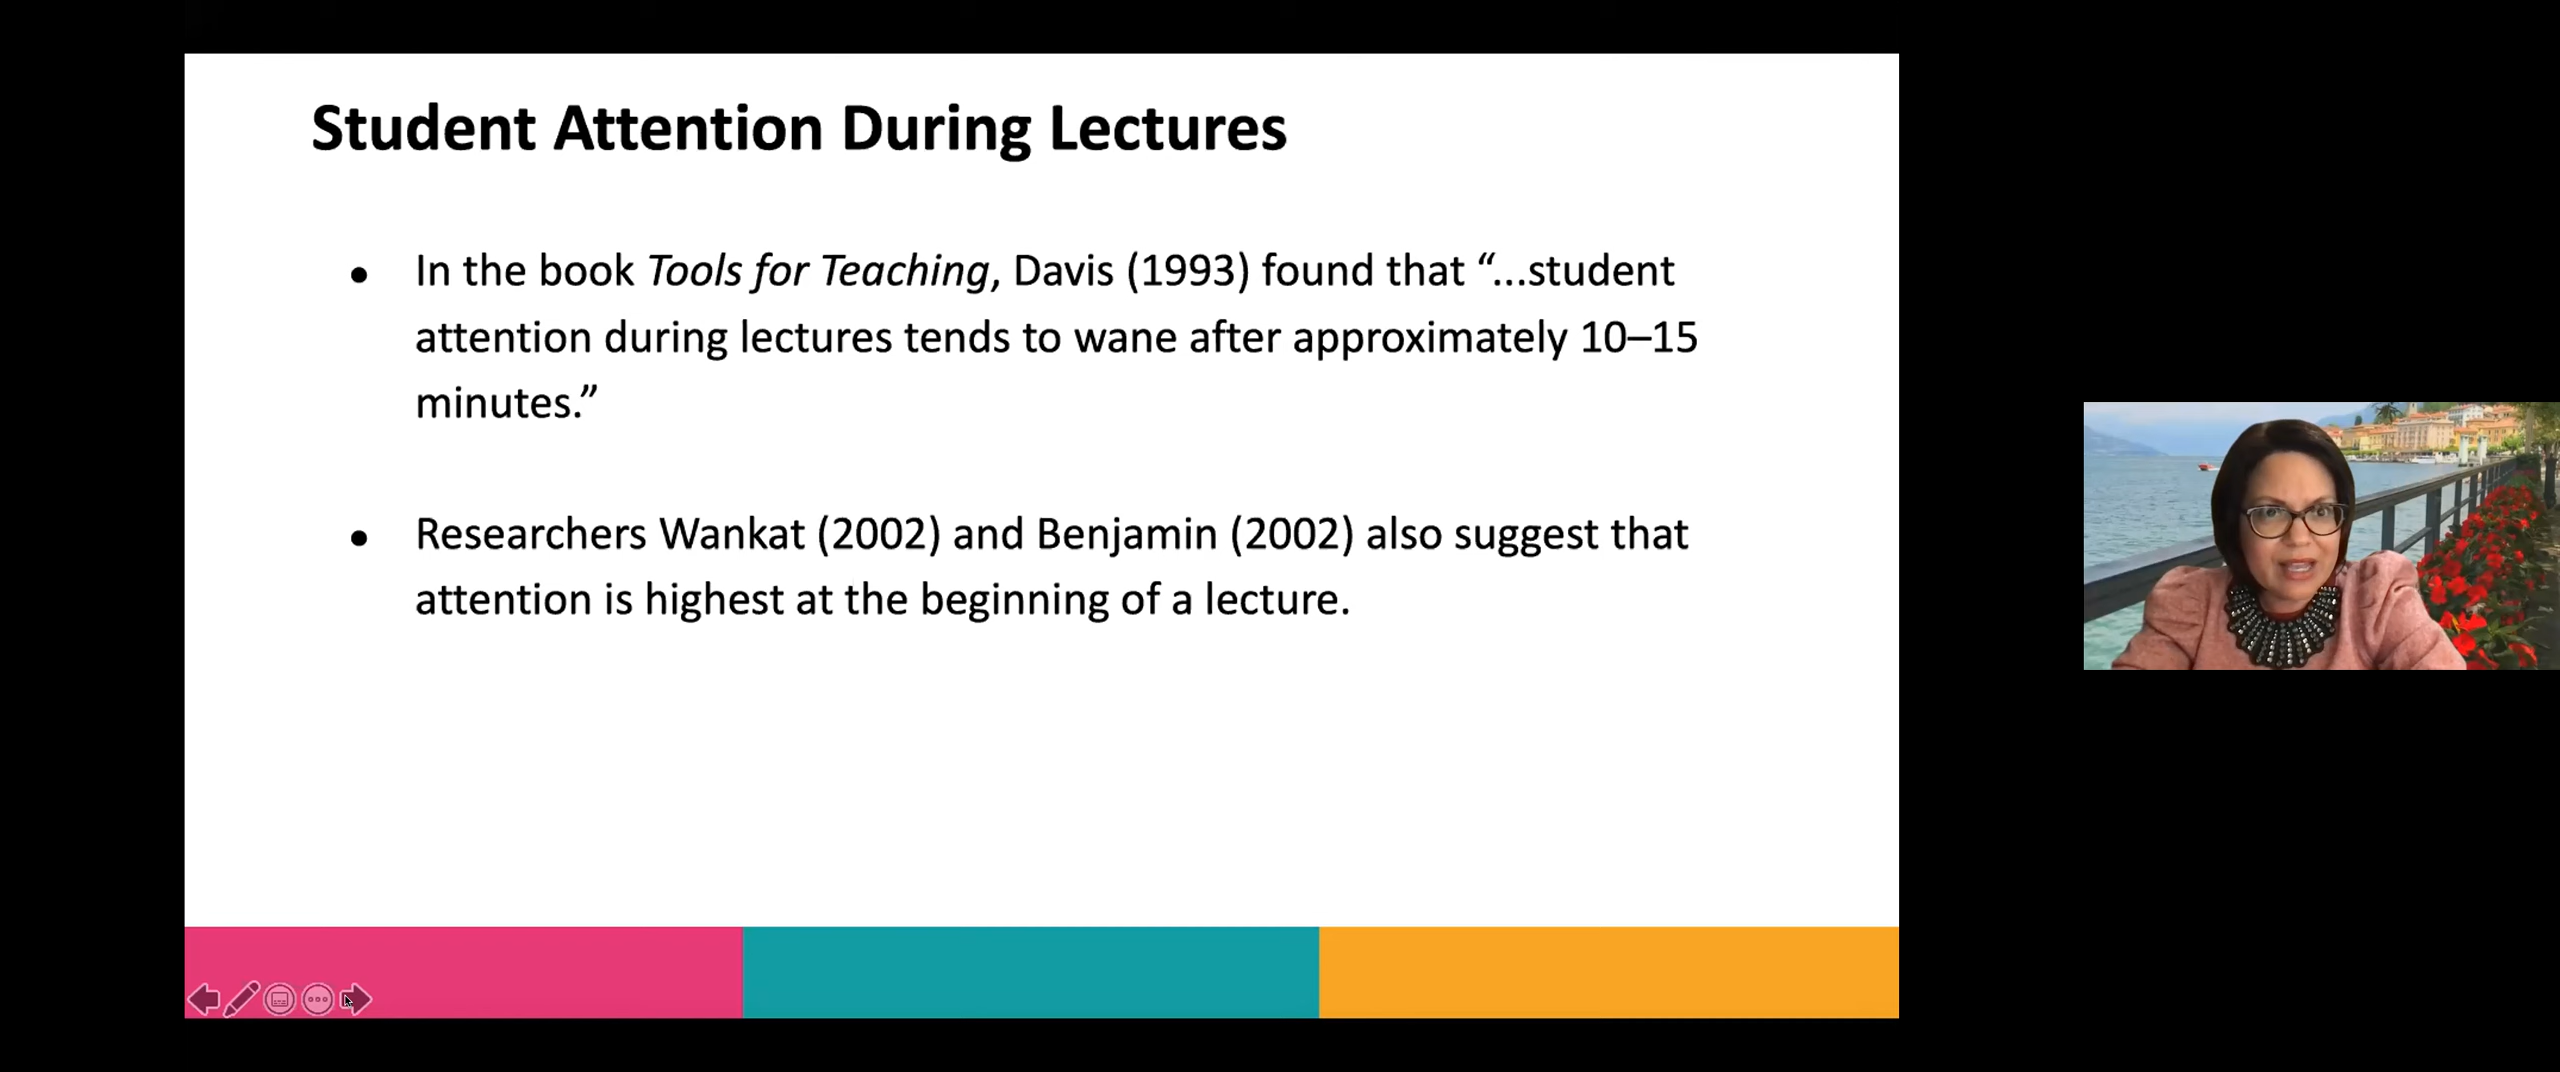 Student Attention During Lectures
● In the book Tools for Teaching, Davis (1993) found that “...student
attention during lectures tends to wane after approximately 10–15
minutes.”
● Researchers Wankat (2002) and Benjamin (2002) also suggest that
attention is highest at the beginning of a lecture.